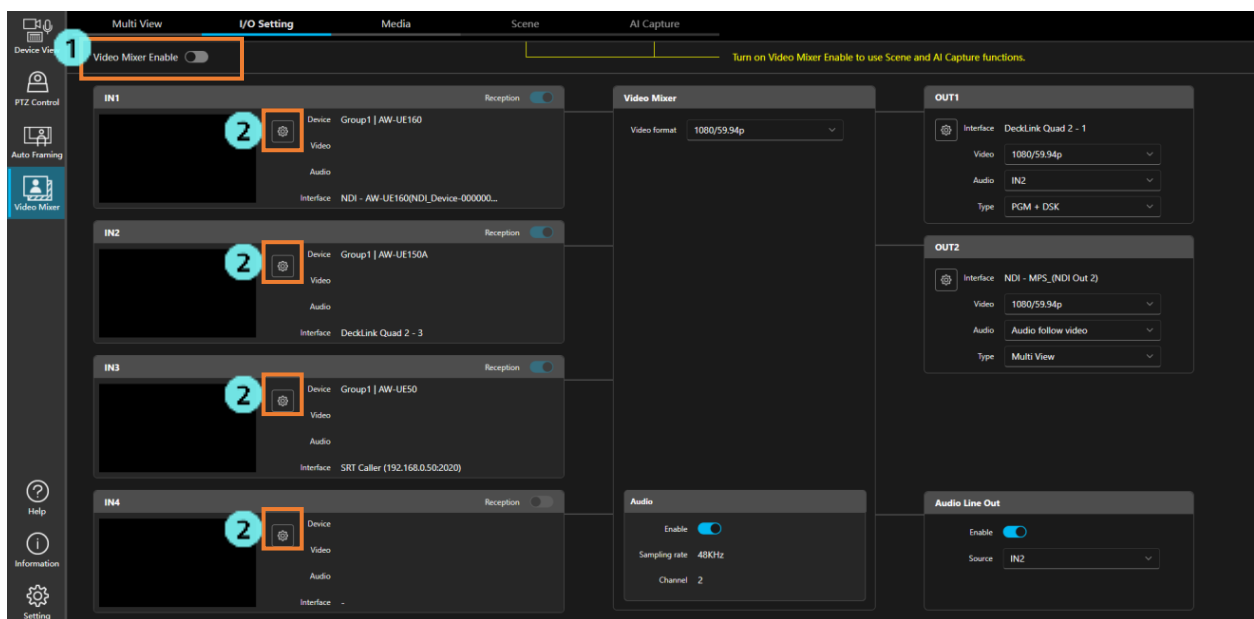 Multi View
I/O Setting
Media
Scene
AI Capture
Device View
1
Video Mixer Enable
Turn on Video Mixer Enable to use Scene and AI Capture functions.
PTZ Control
Auto Framing
Video Mixer
Help
Information
Setting
IN1
Reception
2
Device Group1 | AW-UE160
Video
Audio
Interface NDI - AW-UE160(NDI_Device-000000...
IN2
Reception
2
Device Group1 | AW-UE150A
Video
Audio
Interface DeckLink Quad 2 - 3
IN3
Reception
2
Device Group1 | AW-UE50
Video
Audio
Interface SRT Caller (192.168.0.50:2020)
IN4
Reception
2
Device
Video
Audio
Interface -
Video Mixer
Video format 1080/59.94p
Audio
Enable
Sampling rate 48KHz
Channel 2
OUT1
Interface DeckLink Quad 2 - 1
Video 1080/59.94p
Audio IN2
Type PGM + DSK
OUT2
Interface NDI - MPS_(NDI Out 2)
Video 1080/59.94p
Audio Audio follow video
Type Multi View
Audio Line Out
Enable
Source IN2